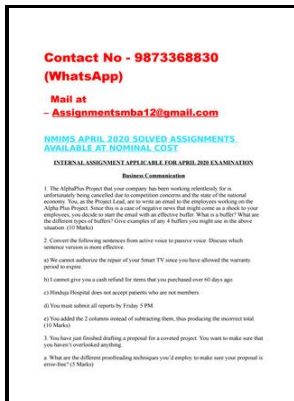 Contact No - 9873368830
(WhatsApp)
Mail at
– Assignmentsmba12@gmail.com
NMIMS APRIL 2020 SOLVED ASSIGNMENTS
AVAILABLE AT NOMINAL COST
INTERNAL ASSIGNMENT APPLICABLE FOR APRIL 2020 EXAMINATION
Business Communication
1. The AlphaPlus Project that your company has been working relentlessly for is
unfortunately being cancelled due to competition concerns and the state of the national
economy. You, as the Project Lead, are to write an email to the employees working on the
Alpha Plus Project. Since this is a case of negative news that might come as a shock to your
employees, you decide to start the email with an effective buffer. What is a buffer? What are
the different types of buffers? Give examples of any 4 buffers you might use in the above
situation. (10 Marks)
2. Convert the following sentences from active voice to passive voice. Discuss which
sentence version is more effective.
a) We cannot authorize the repair of your Smart TV since you have allowed the warranty
period to expire.
b) I cannot give you a cash refund for items that you purchased over 60 days ago.
c) Hinduja Hospital does not accept patients who are not members.
d) You must submit all reports by Friday 5 PM.
e) You added the 2 columns instead of subtracting them, thus producing the incorrect total.
(10 Marks)
3. You have just finished drafting a proposal for a coveted project. You want to make sure that
you haven't overlooked anything.
a. What are the different proofreading techniques you'd employ to make sure your proposal is
error-free? (5 Marks)